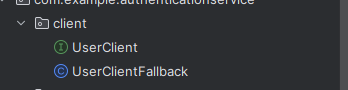 com.example.authenticationservice
client
I UserClient
C UserClientFallback